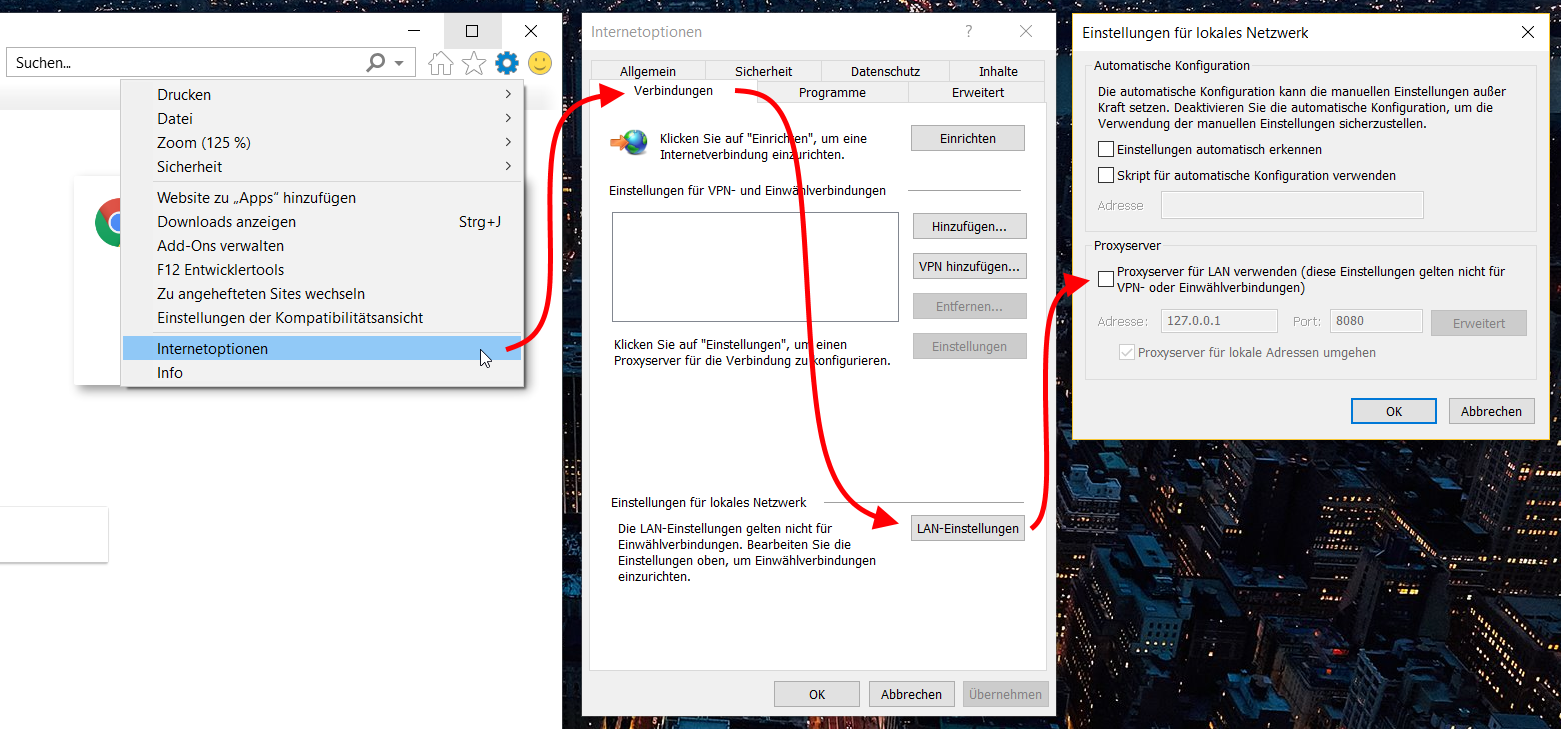 Suchen...
Drucken
Datei
Zoom (125 %)
Sicherheit
Website zu „Apps“ hinzufügen
Downloads anzeigen Strg+J
Add-Ons verwalten
F12 Entwicklertools
Zu angehefteten Sites wechseln
Einstellungen der Kompatibilitätsansicht
Internetoptionen
Info
Internetoptionen
Allgemein Sicherheit Datenschutz Inhalte
Verbindungen Programme Erweitert
Klicken Sie auf "Einrichten", um eine
Internetverbindung einzurichten.
Einrichten
Einstellungen für VPN- und Einwählverbindungen
Hinzufügen...
VPN hinzufügen...
Entfernen...
Klicken Sie auf "Einstellungen", um einen
Proxyserver für die Verbindung zu konfigurieren.
Einstellungen
Einstellungen für lokales Netzwerk
Die LAN-Einstellungen gelten nicht für
Einwählverbindungen. Bearbeiten Sie die
Einstellungen oben, um Einwählverbindungen
einzurichten.
LAN-Einstellungen
OK Abbrechen Übernehmen
Einstellungen für lokales Netzwerk
Automatische Konfiguration
Die automatische Konfiguration kann die manuellen Einstellungen außer
Kraft setzen. Deaktivieren Sie die automatische Konfiguration, um die
Verwendung der manuellen Einstellungen sicherzustellen.
Einstellungen automatisch erkennen
Skript für automatische Konfiguration verwenden
Adresse
Proxyserver
Proxyserver für LAN verwenden (diese Einstellungen gelten nicht für
VPN- oder Einwählverbindungen)
Adresse: 127.0.0.1 Port: 8080 Erweitert
Proxyserver für lokale Adressen umgehen
OK Abbrechen